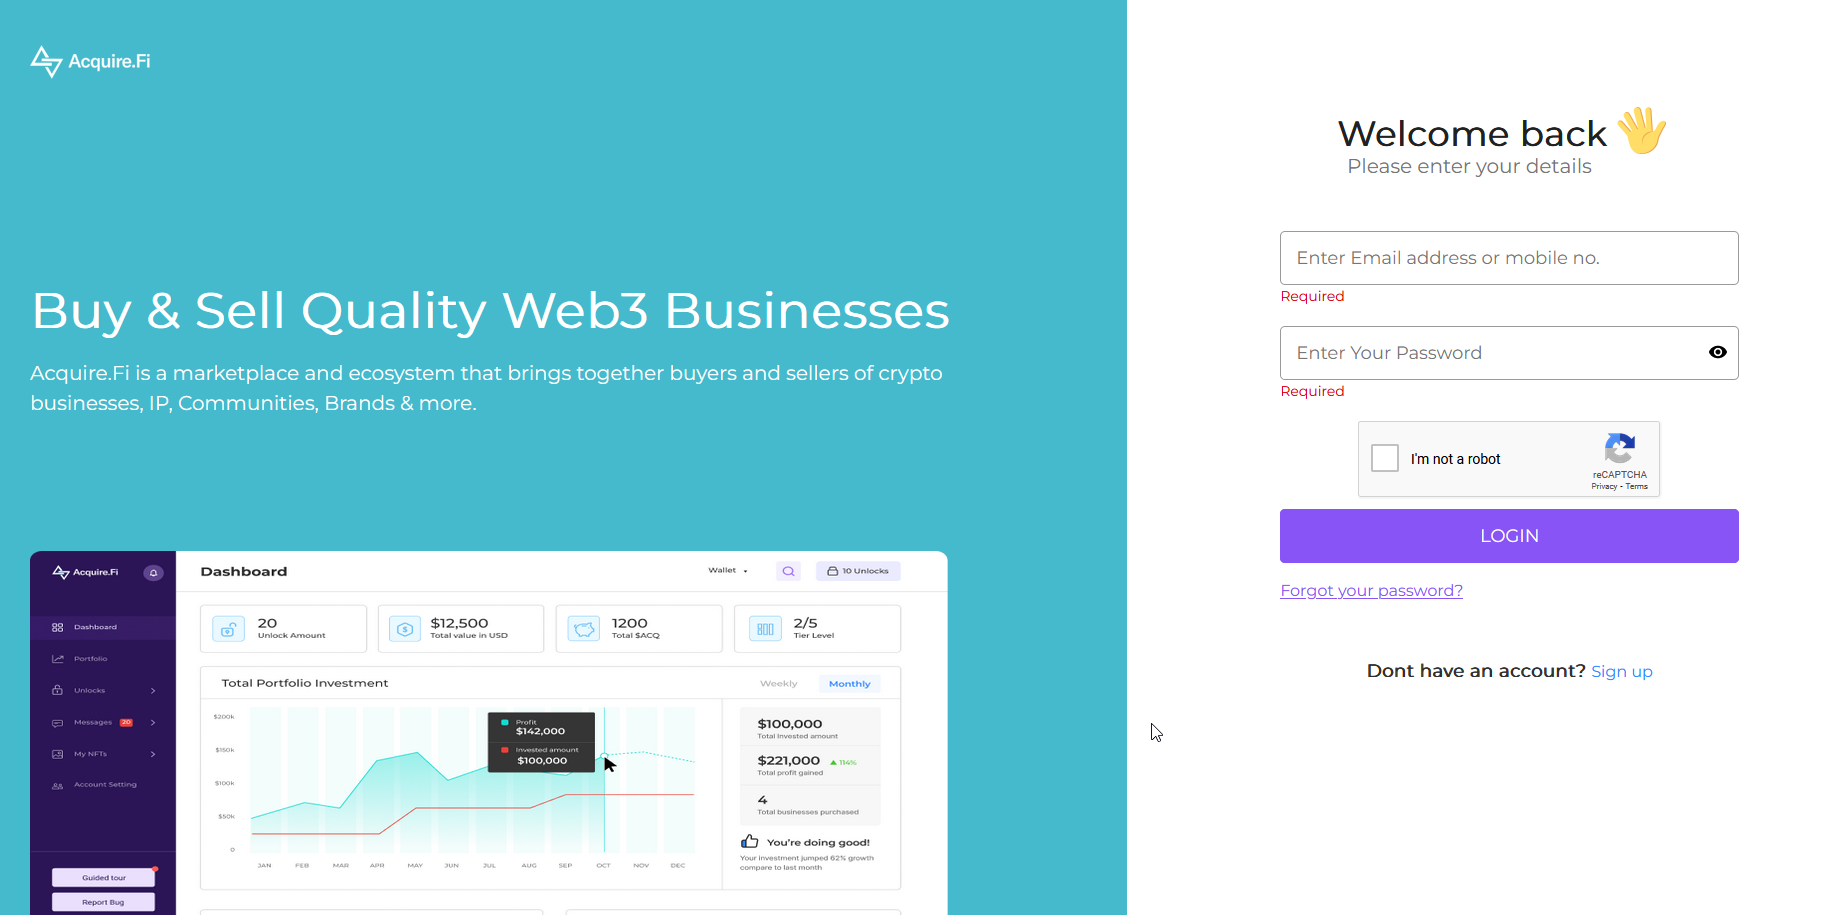 Acquire.Fi
Buy & Sell Quality Web3 Businesses
Acquire.Fi is a marketplace and ecosystem that brings together buyers and sellers of crypto
businesses, IP, Communities, Brands & more.
Acquire.Fi
Dashboard
Portfolio
Unlocks
Messages 20
My NFTs
Account Setting
Guided tour
Report Bug
Dashboard
Wallet
10 Unlocks
20
Unlock Amount
$12,500
Total value in USD
1200
Total $ACQ
2/5
Tier Level
Total Portfolio Investment
Weekly
Monthly
$200k
$150k
$100k
$50k
0
Profit
$142,000
Invested amount
$100,000
JAN FEB MAR APR MAY JUN JUL AUG SEP OCT NOV DEC
$100,000
Total Invested amount
$221,000 114%
Total profit gained
4
Total businesses purchased
You're doing good!
Your investment jumped 62% growth
compare to last month
Welcome back
Please enter your details
Enter Email address or mobile no.
Required
Enter Your Password
Required
I'm not a robot
reCAPTCHA
Privacy - Terms
LOGIN
Forgot your password?
Dont have an account? Sign up